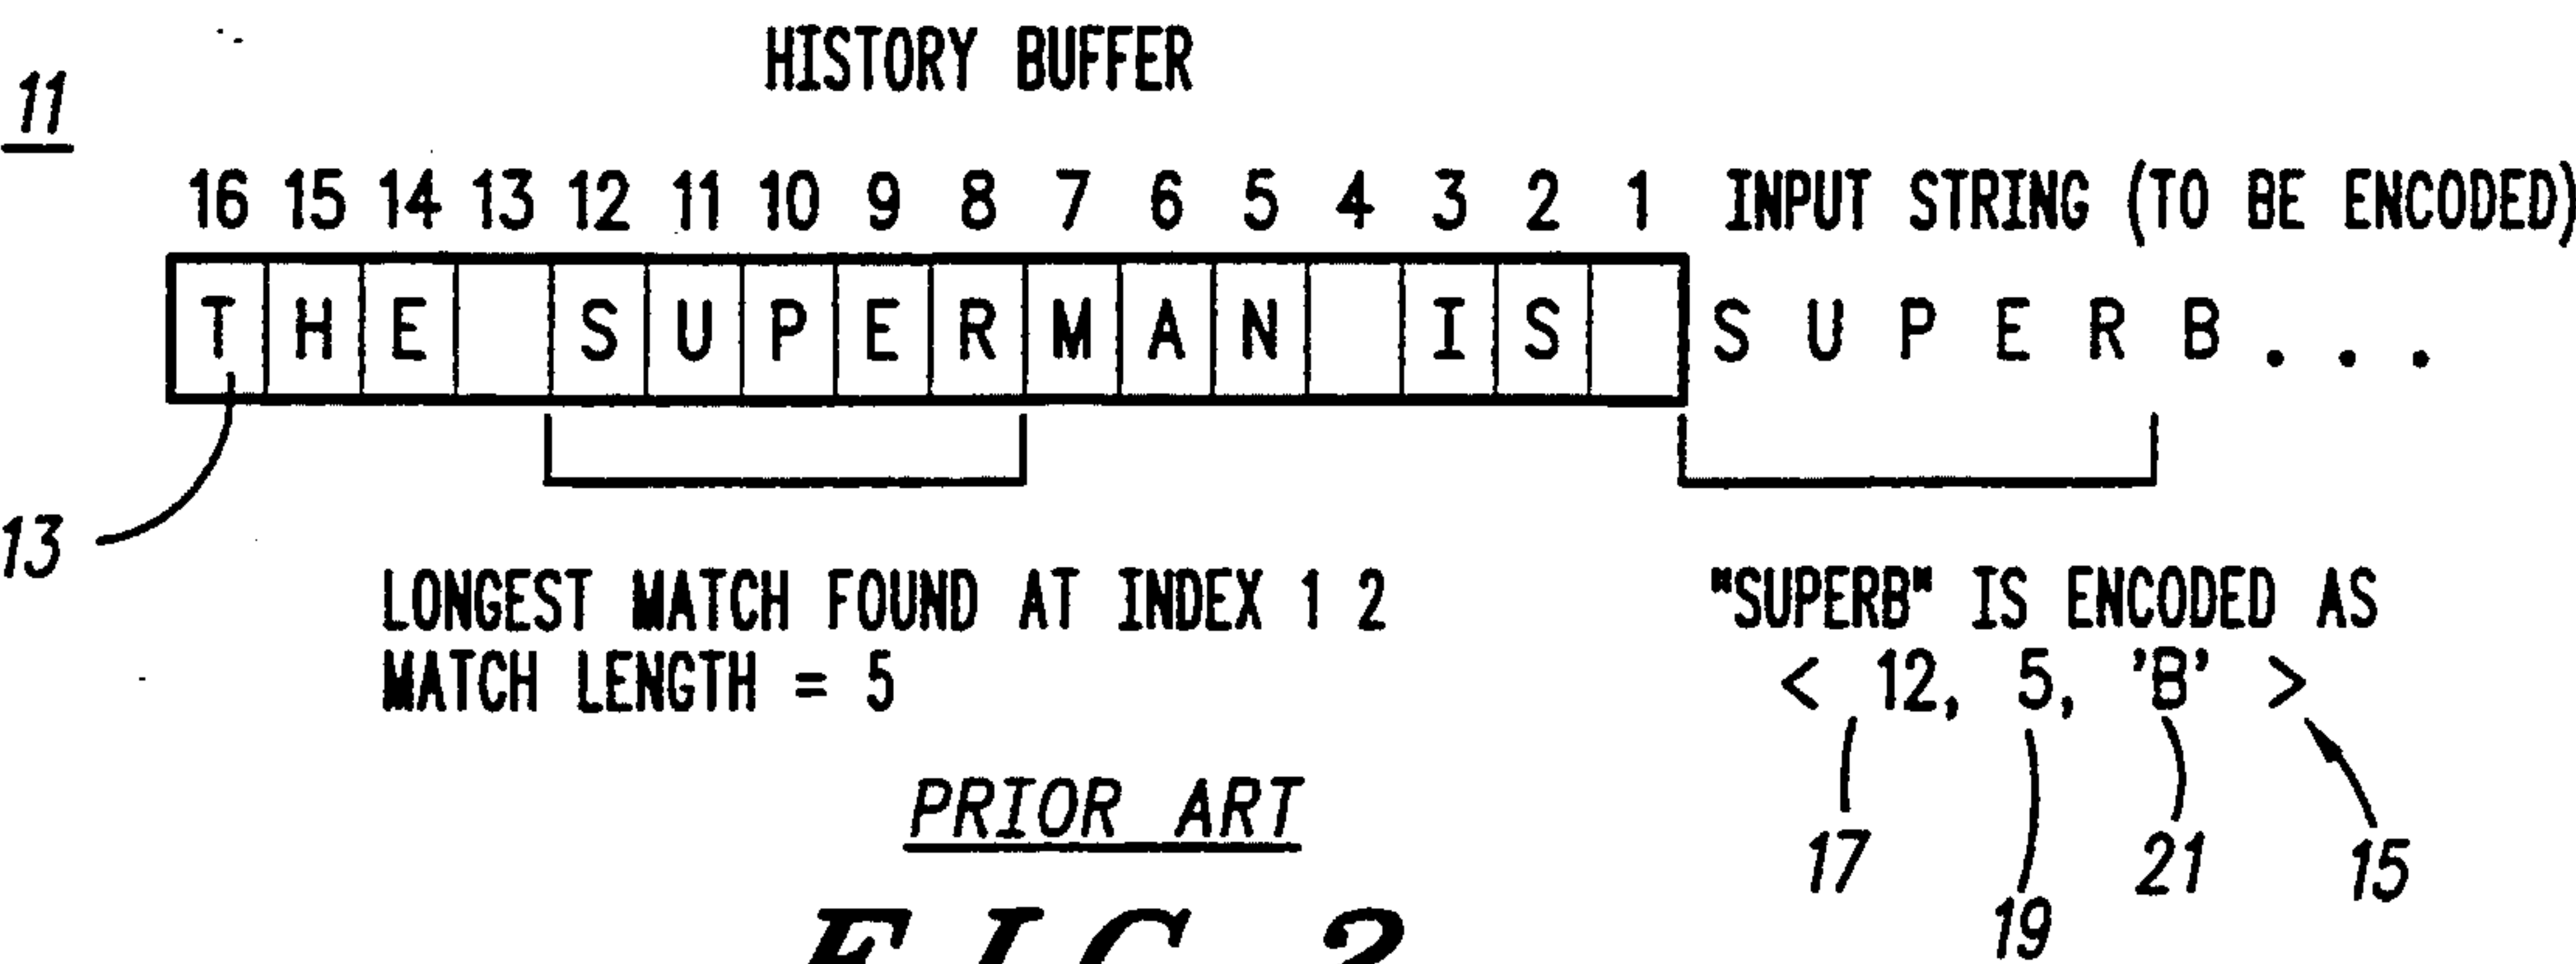 HISTORY BUFFER
11
16 15 14 13 12 11 10 9 8 7 6 5 4 3 2 1 INPUT STRING (TO BE ENCODED)
T H E S U P E R M A N I S S U P E R B . . .
13
LONGEST MATCH FOUND AT INDEX 1 2 "SUPERB" IS ENCODED AS
MATCH LENGTH = 5 < 12, 5, 'B' >
PRIOR ART
17 21 15
19
FIG. 2